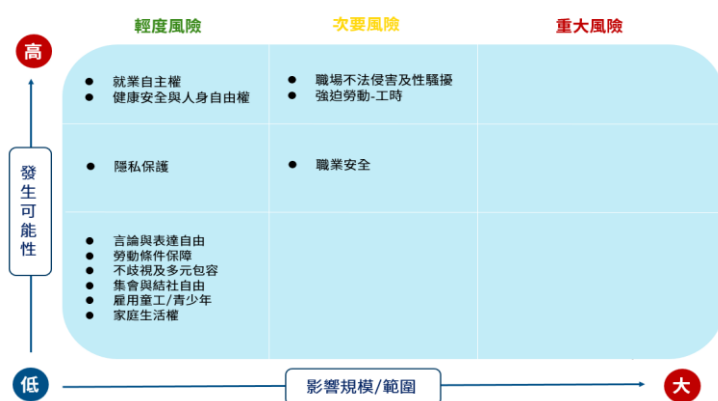 輕度風險
次要風險
重大風險
高
● 就業自主權
● 健康安全與人身自由權
● 職場不法侵害及性騷擾
● 強迫勞動-工時
發生可能性
● 隱私保護
● 職業安全
● 言論與表達自由
● 勞動條件保障
● 不歧視及多元包容
● 集會與結社自由
● 雇用童工/青少年
● 家庭生活權
低
影響規模/範圍
大